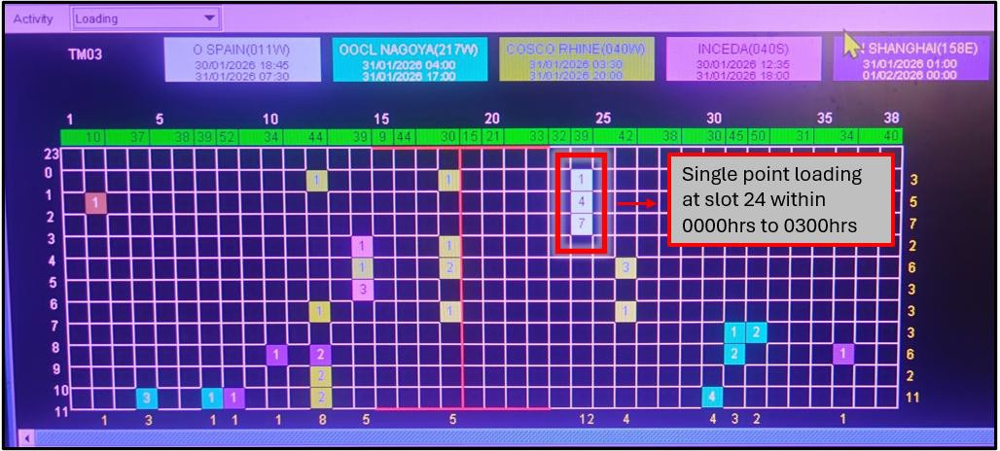 Activity Loading
TM03
O SPAIN(011W)
30/01/2026 18:45
31/01/2026 07:30
OOCL NAGOYA(217W)
31/01/2026 04:00
31/01/2026 17:00
COSCO RHINE(040W)
31/01/2026 03:30
31/01/2026 20:00
INCEDA(040S)
30/01/2026 12:35
31/01/2026 18:00
SHANGHAI(158E)
31/01/2026 01:00
01/02/2026 00:00
1 5 10 15 20 25 30 35 38
10 37 38 39 52 34 44 39 9 44 30 15 21 33 32 39 42 38 30 45 50 31 34 40
23
0 1 1 1 3
1 1 4 5
2 7 7
3 1 1 2
4 1 2 3 6
5 3 3
6 1 1 1 3
7 1 2 3
8 1 2 2 1 6
9 2 2
10 3 1 1 2 4 11
11
1 3 1 1 1 8 5 5 12 4 4 3 2 1
Single point loading
at slot 24 within
0000hrs to 0300hrs